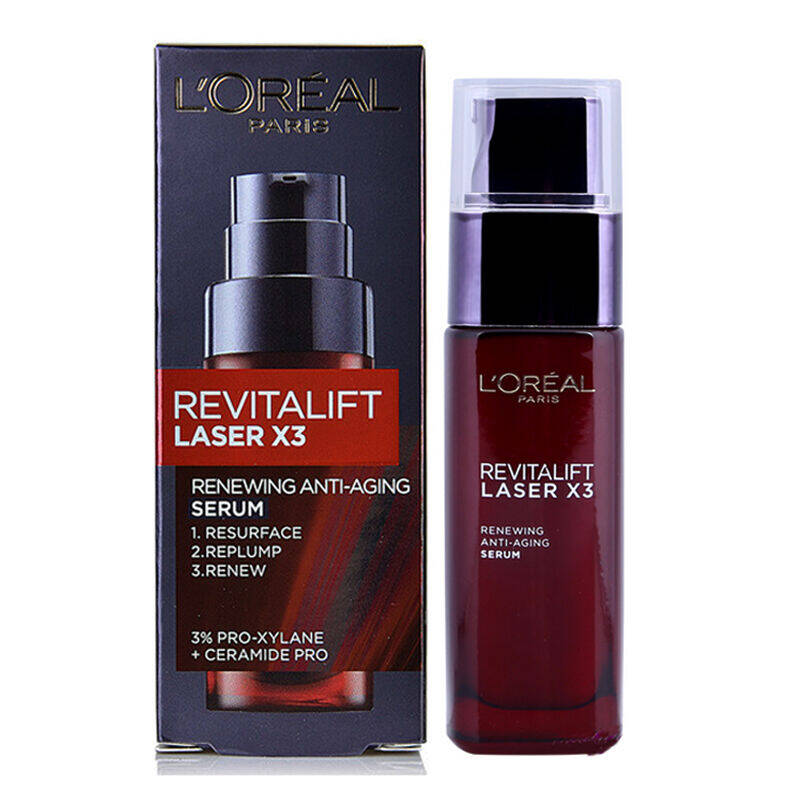 L'ORÉAL
PARIS
REVITALIFT
LASER X3
RENEWING ANTI-AGING
SERUM
1. RESURFACE
2.REPLUMP
3.RENEW
3% PRO-XYLANE
+ CERAMIDE PRO
L'ORÉAL
PARIS
REVITALIFT
LASER X3
RENEWING
ANTI-AGING
SERUM